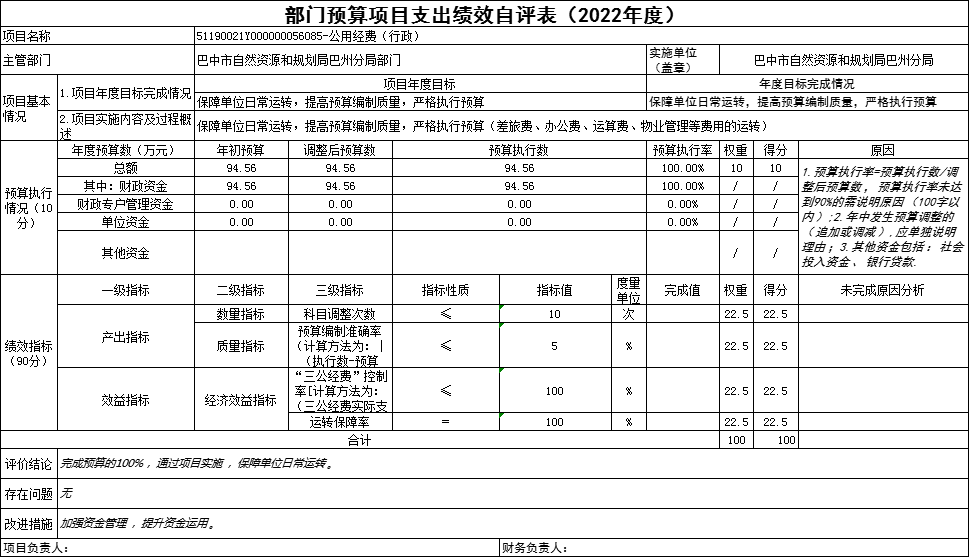 部门预算项目支出绩效自评表（2022年度）
项目名称 51190021Y000000056085-公用经费（行政）
主管部门 巴中市自然资源和规划局巴州分局部门 实施单位（盖章） 巴中市自然资源和规划局巴州分局
项目基本情况 1.项目年度目标完成情况 项目年度目标 年度目标完成情况
保障单位日常运转，提高预算编制质量，严格执行预算 保障单位日常运转，提高预算编制质量，严格执行预算
2.项目实施内容及过程概述 保障单位日常运转，提高预算编制质量，严格执行预算（差旅费、办公费、运算费、物业管理等费用的运转）
预算执行情况（10分） 年度预算数（万元） 年初预算 调整后预算数 预算执行数 预算执行率 权重 得分 原因
总额 94.56 94.56 94.56 100.00% 10 10
其中：财政资金 94.56 94.56 94.56 100.00% / /
财政专户管理资金 0.00 0.00 0.00 0.00% / /
单位资金 0.00 0.00 0.00 0.00% / /
其他资金 / /
1.预算执行率=预算执行数/调
整后预算数，预算执行率未达
到90%的需说明原因（100字以
内）;2.年中发生预算调整的
（追加或调减）,应单独说明
理由；3.其他资金包括：社会
投入资金、银行贷款.
绩效指标（90分） 一级指标 二级指标 三级指标 指标性质 指标值 度量单位 完成值 权重 得分 未完成原因分析
产出指标 数量指标 科目调整次数 ≤ 10 次 22.5 22.5
质量指标 预算编制准确率（计算方法为：∣（执行数-预算 ≤ 5 % 22.5 22.5
效益指标 经济效益指标 “三公经费”控制率[计算方法为：（三公经费实际支 ≤ 100 % 22.5 22.5
运转保障率 = 100 % 22.5 22.5
合计 100 100
评价结论 完成预算的100%，通过项目实施，保障单位日常运转。
存在问题 无
改进措施 加强资金管理，提升资金运用。
项目负责人： 财务负责人：